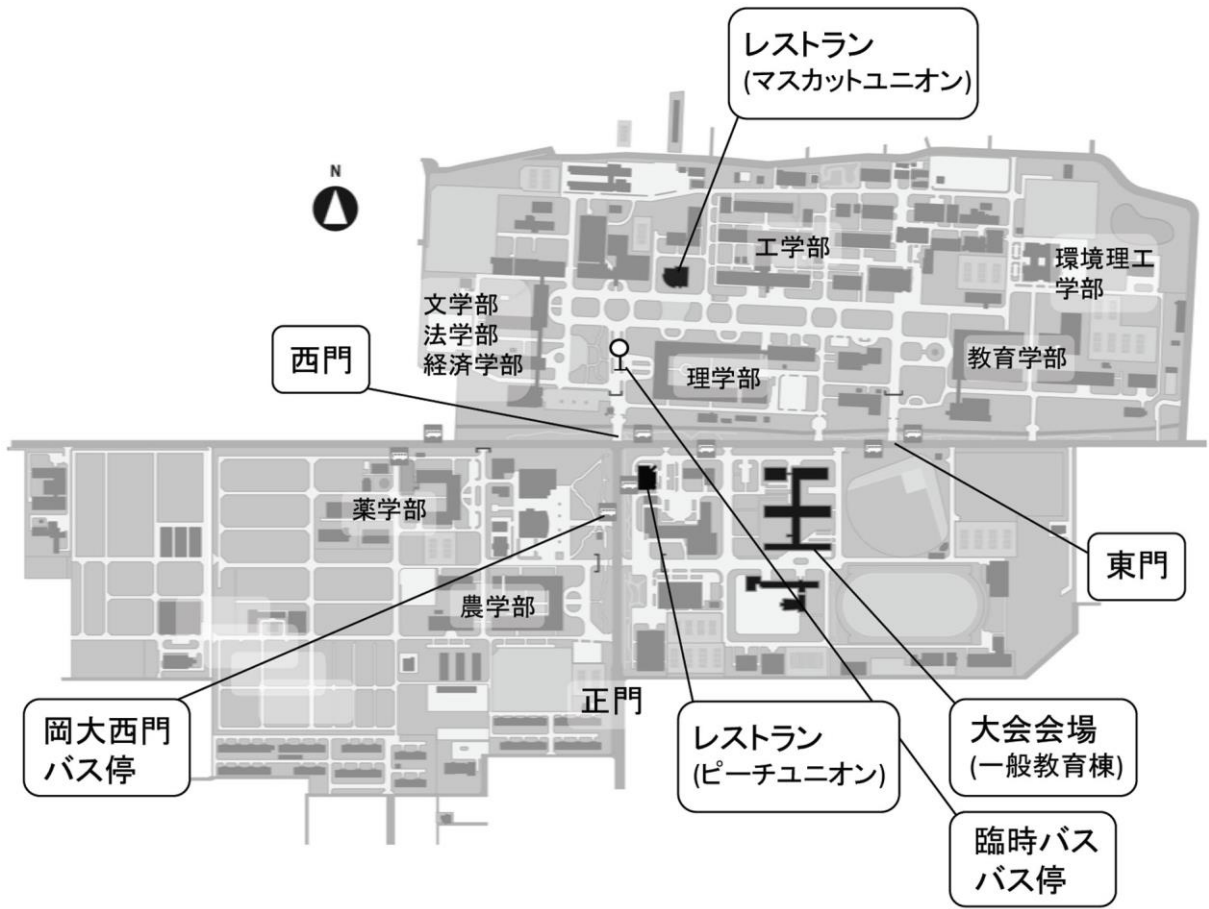 レストラン
(マスカットユニオン)
N
工学部
環境理工
学部
文学部
法学部
経済学部
西門
理学部
教育学部
薬学部
東門
農学部
正門
岡大西門
バス停
レストラン
(ピーチユニオン)
大会会場
(一般教育棟)
臨時バス
バス停